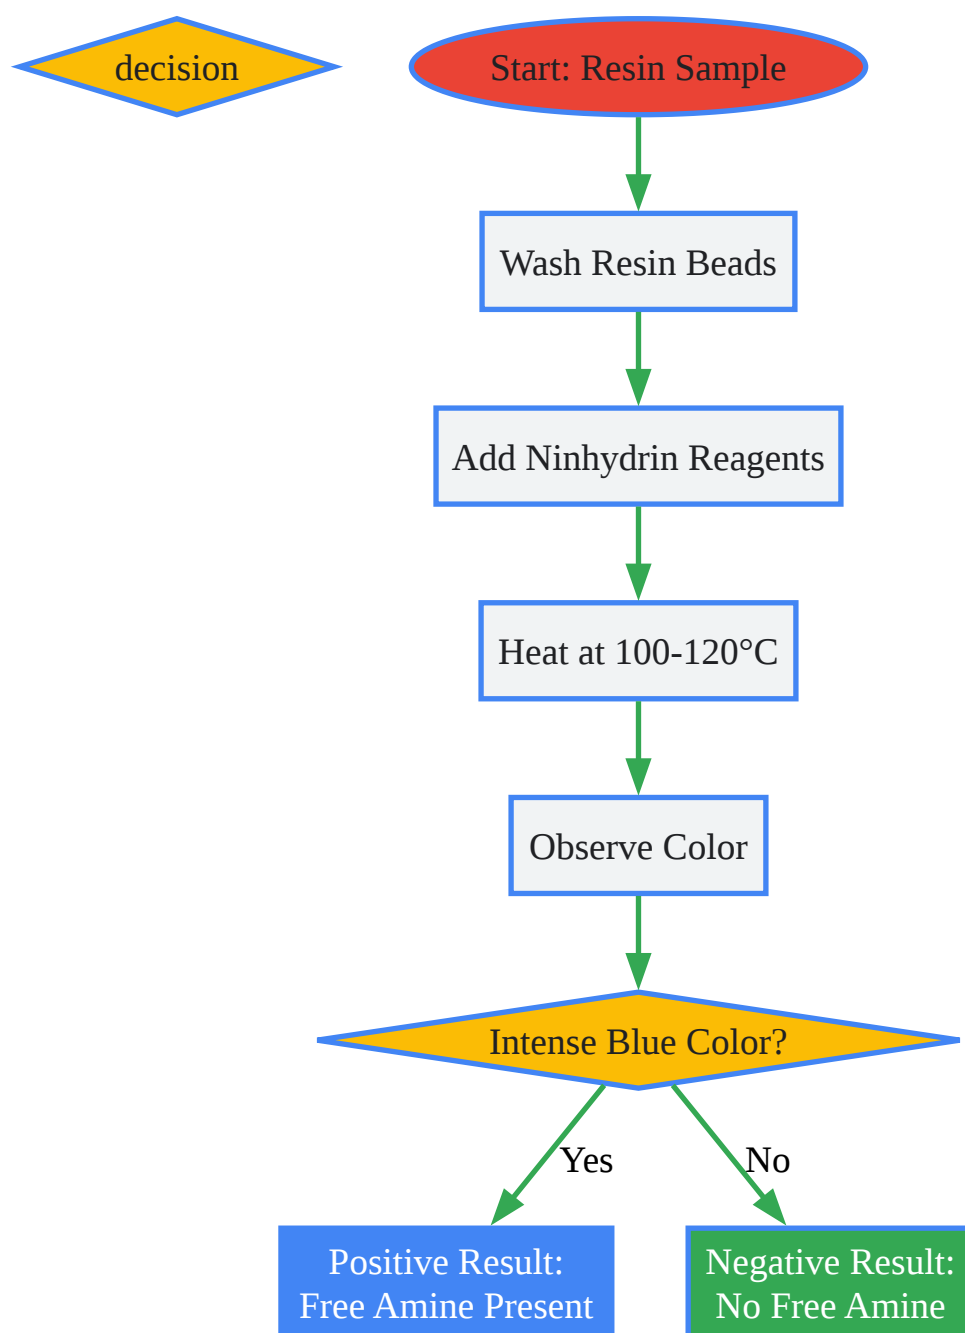 decision
Start: Resin Sample
Wash Resin Beads
Add Ninhydrin Reagents
Heat at 100-120°C
Observe Color
Intense Blue Color?
Yes
No
Positive Result:
Free Amine Present
Negative Result:
No Free Amine